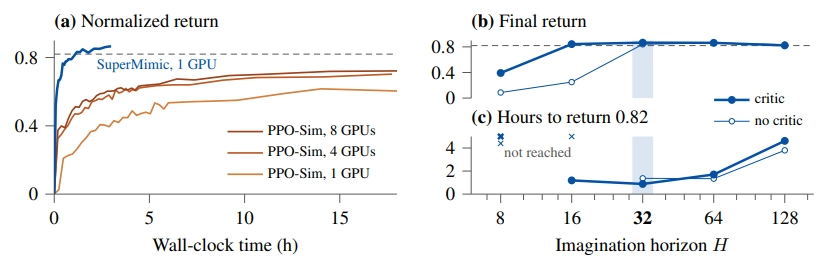 (a) Normalized return
0.8
0.4
0
SuperMimic, 1 GPU
PPO-Sim, 8 GPUs
PPO-Sim, 4 GPUs
PPO-Sim, 1 GPU
0 5 10 15
Wall-clock time (h)
(b) Final return
0.8
0.4
0
critic
no critic
(c) Hours to return 0.82
4
2
0
not reached
8 16 32 64 128
Imagination horizon H